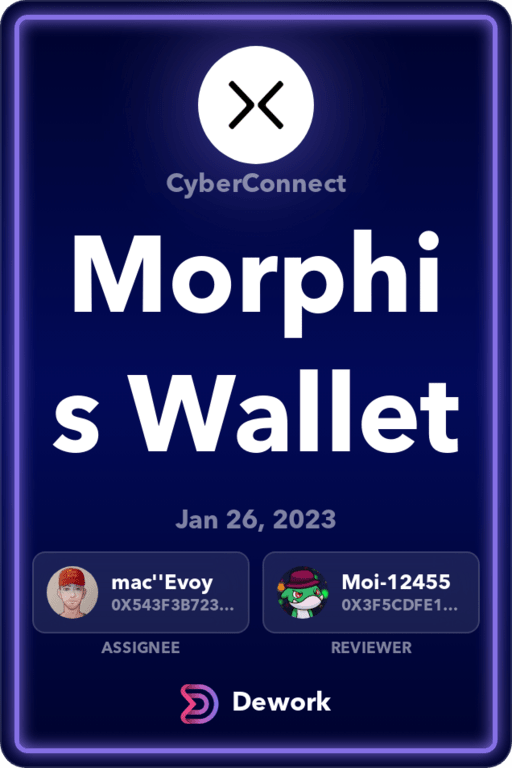 CyberConnect
Morphi
s Wallet
Jan 26, 2023
mac''Evoy
0X543F3B723...
ASSIGNEE
Moi-12455
0X3F5CDFE1...
REVIEWER
Dework